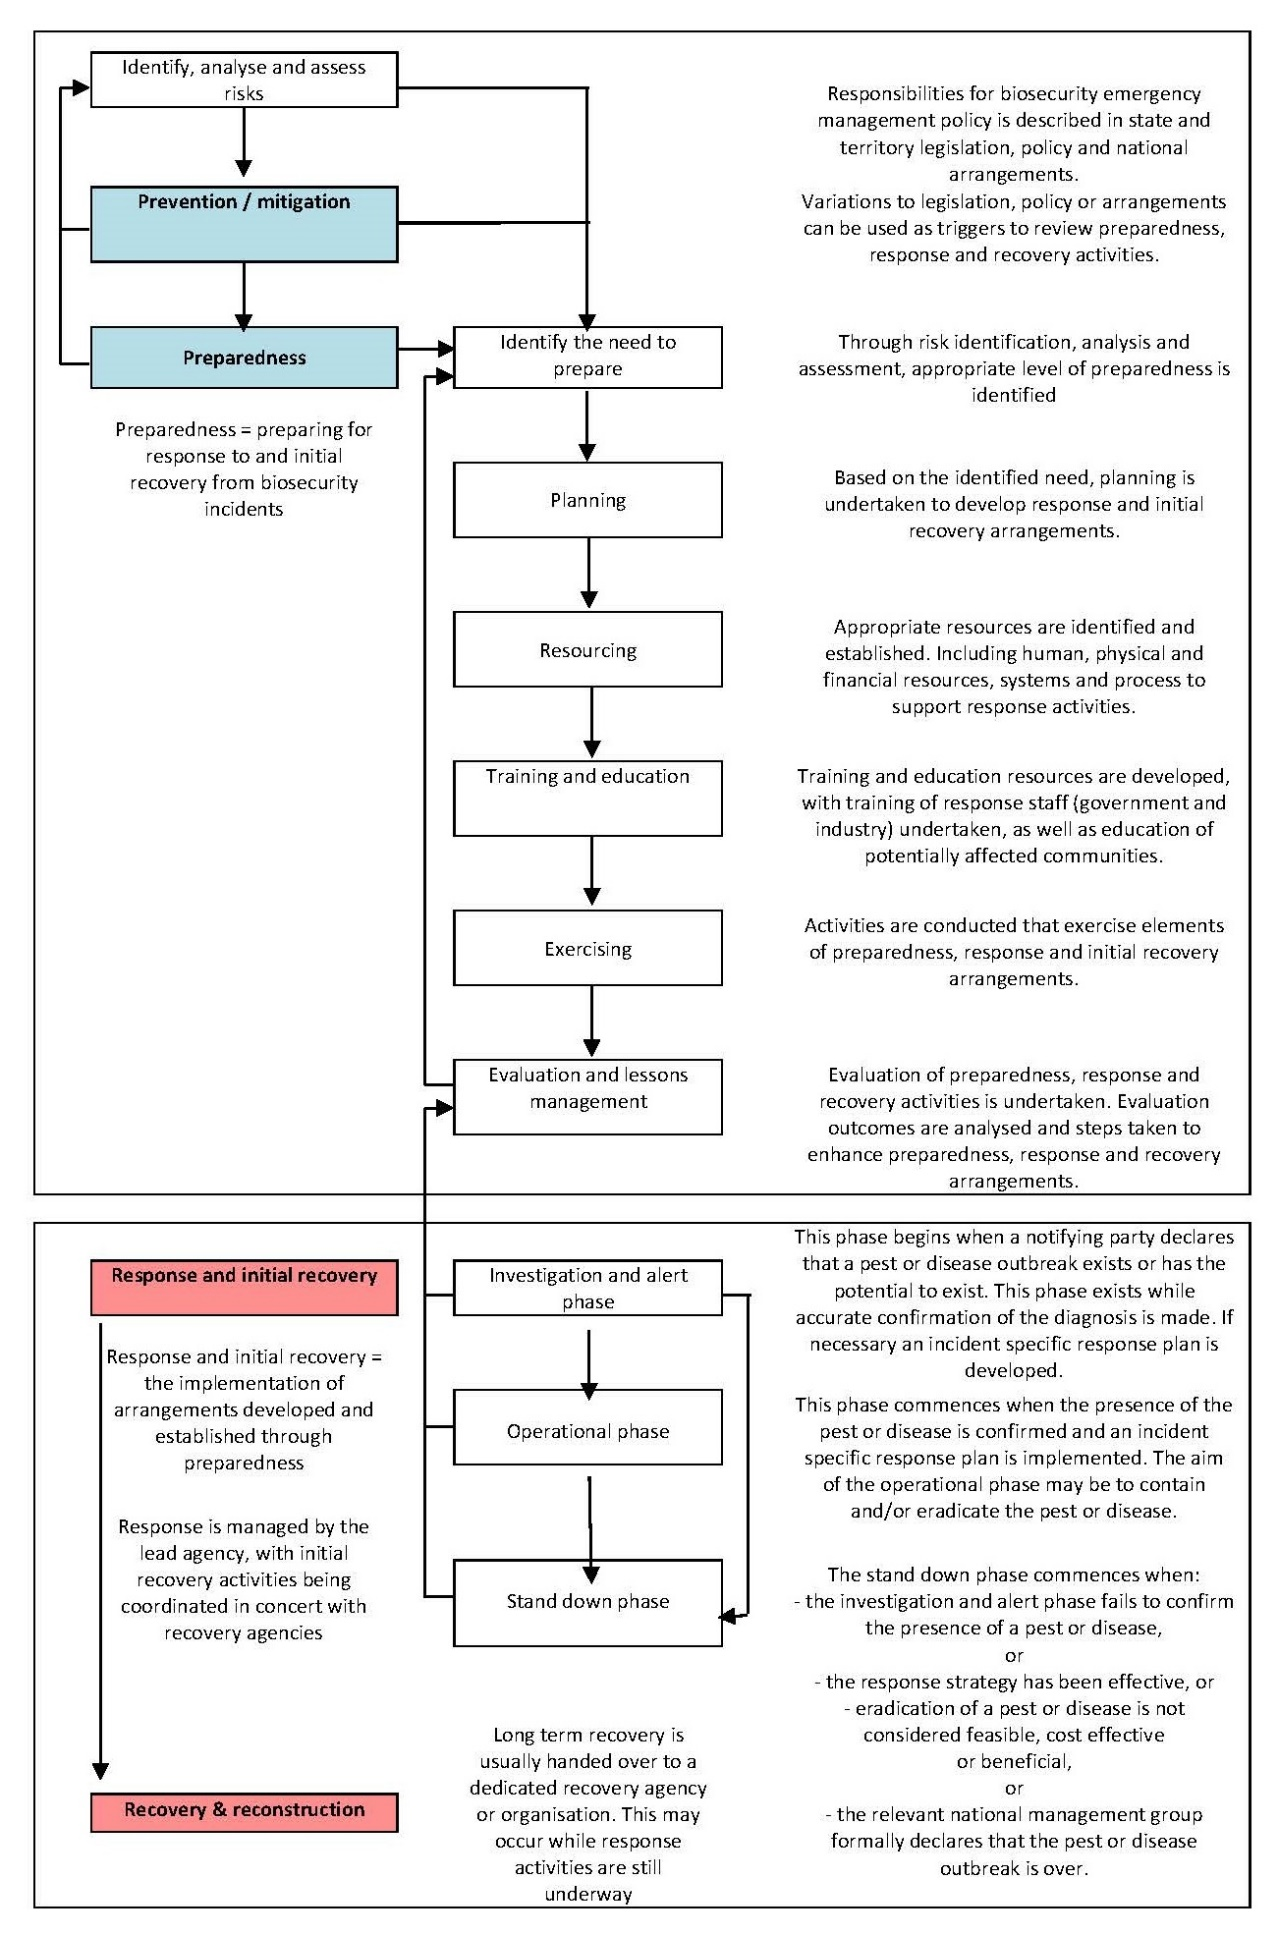 Identify, analyse and assess
risks
Responsibilities for biosecurity emergency
management policy is described in state and
territory legislation, policy and national
arrangements.
Variations to legislation, policy or arrangements
can be used as triggers to review preparedness,
response and recovery activities.
Prevention / mitigation
Preparedness
Preparedness = preparing for
response to and initial
recovery from biosecurity
incidents
Identify the need to
prepare
Through risk identification, analysis and
assessment, appropriate level of preparedness is
identified
Planning
Based on the identified need, planning is
undertaken to develop response and initial
recovery arrangements.
Resourcing
Appropriate resources are identified and
established. Including human, physical and
financial resources, systems and process to
support response activities.
Training and education
Training and education resources are developed,
with training of response staff (government and
industry) undertaken, as well as education of
potentially affected communities.
Exercising
Activities are conducted that exercise elements
of preparedness, response and initial recovery
arrangements.
Evaluation and lessons
management
Evaluation of preparedness, response and
recovery activities is undertaken. Evaluation
outcomes are analysed and steps taken to
enhance preparedness, response and recovery
arrangements.
Response and initial recovery
Response and initial recovery =
the implementation of
arrangements developed and
established through
preparedness
Response is managed by the
lead agency, with initial
recovery activities being
coordinated in concert with
recovery agencies
Recovery & reconstruction
Investigation and alert
phase
This phase begins when a notifying party declares
that a pest or disease outbreak exists or has the
potential to exist. This phase exists while
accurate confirmation of the diagnosis is made. If
necessary an incident specific response plan is
developed.
Operational phase
This phase commences when the presence of the
pest or disease is confirmed and an incident
specific response plan is implemented. The aim
of the operational phase may be to contain
and/or eradicate the pest or disease.
Stand down phase
The stand down phase commences when:
- the investigation and alert phase fails to confirm
the presence of a pest or disease,
or
- the response strategy has been effective, or
- eradication of a pest or disease is not
considered feasible, cost effective
or beneficial,
or
- the relevant national management group
formally declares that the pest or disease
outbreak is over.
Long term recovery is
usually handed over to a
dedicated recovery agency
or organisation. This may
occur while response
activities are still
underway